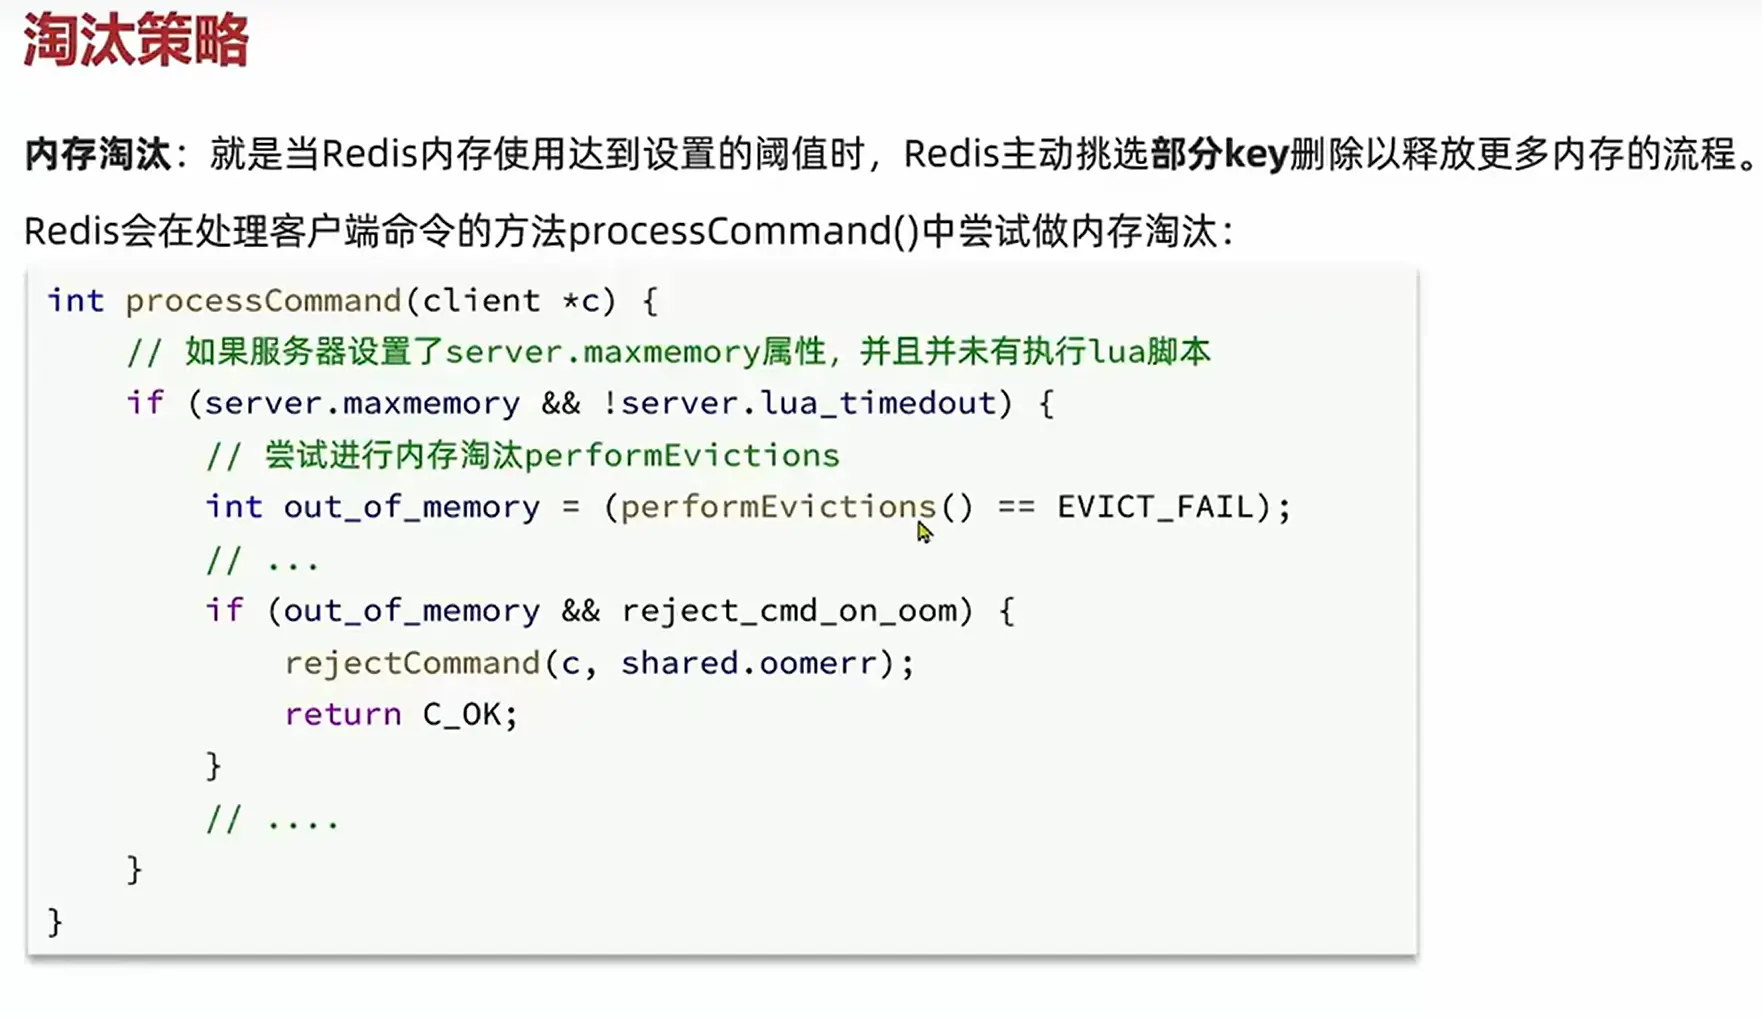 淘汰策略
内存淘汰：就是当Redis内存使用达到设置的阈值时，Redis主动挑选部分key删除以释放更多内存的流程。
Redis会在处理客户端命令的方法processCommand()中尝试做内存淘汰：
int processCommand(client *c) {
    // 如果服务器设置了server.maxmemory属性，并且并未有执行lua脚本
    if (server.maxmemory && !server.lua_timedout) {
        // 尝试进行内存淘汰performEvictions
        int out_of_memory = (performEvictions() == EVICT_FAIL);
        // ...
        if (out_of_memory && reject_cmd_on_oom) {
            rejectCommand(c, shared.oomerr);
            return C_OK;
        }
        // ....
    }
}